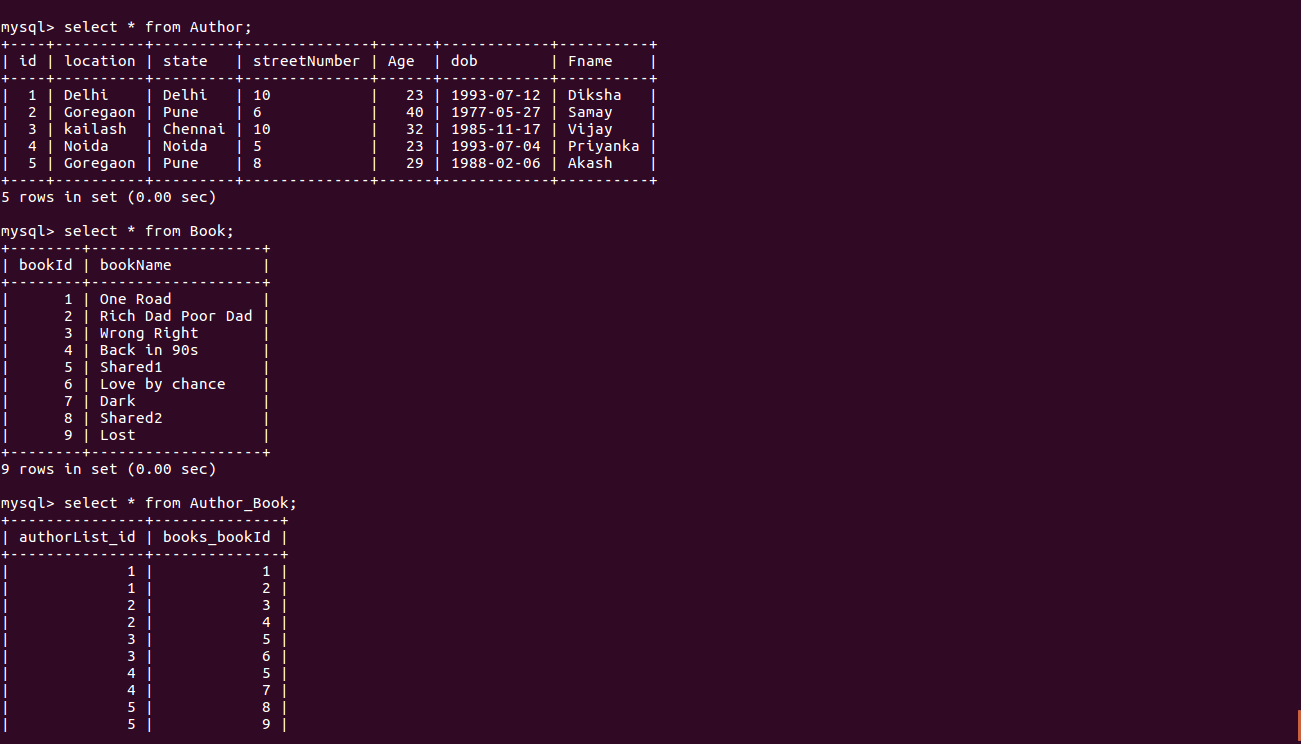 mysql> select * from Author;
+----+----------+---------+--------------+------+------------+----------+
| id | location | state   | streetNumber | Age  | dob        | Fname    |
+----+----------+---------+--------------+------+------------+----------+
|  1 | Delhi    | Delhi   | 10           |   23 | 1993-07-12 | Diksha   |
|  2 | Goregaon | Pune    | 6            |   40 | 1977-05-27 | Samay    |
|  3 | kailash  | Chennai | 10           |   32 | 1985-11-17 | Vijay    |
|  4 | Noida    | Noida   | 5            |   23 | 1993-07-04 | Priyanka |
|  5 | Goregaon | Pune    | 8            |   29 | 1988-02-06 | Akash    |
+----+----------+---------+--------------+------+------------+----------+
5 rows in set (0.00 sec)
mysql> select * from Book;
+--------+-------------------+
| bookId | bookName          |
+--------+-------------------+
|      1 | One Road          |
|      2 | Rich Dad Poor Dad |
|      3 | Wrong Right       |
|      4 | Back in 90s       |
|      5 | Shared1           |
|      6 | Love by chance    |
|      7 | Dark              |
|      8 | Shared2           |
|      9 | Lost              |
+--------+-------------------+
9 rows in set (0.00 sec)
mysql> select * from Author_Book;
+---------------+--------------+
| authorList_id | books_bookId |
+---------------+--------------+
|             1 |            1 |
|             1 |            2 |
|             2 |            3 |
|             2 |            4 |
|             3 |            5 |
|             3 |            6 |
|             4 |            5 |
|             4 |            7 |
|             5 |            8 |
|             5 |            9 |